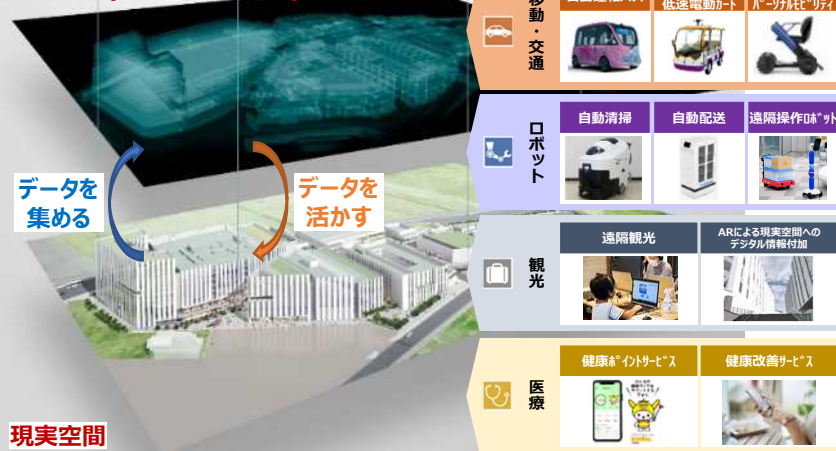 データを
集める
データを
活かす
現実空間
移動・交通
低速電動カート
パーソナルモビリティ
ロボット
自動清掃
自動配送
遠隔操作ロボット
観光
遠隔観光
ARによる現実空間への
デジタル情報付加
医療
健康ポイントサービス
健康改善サービス